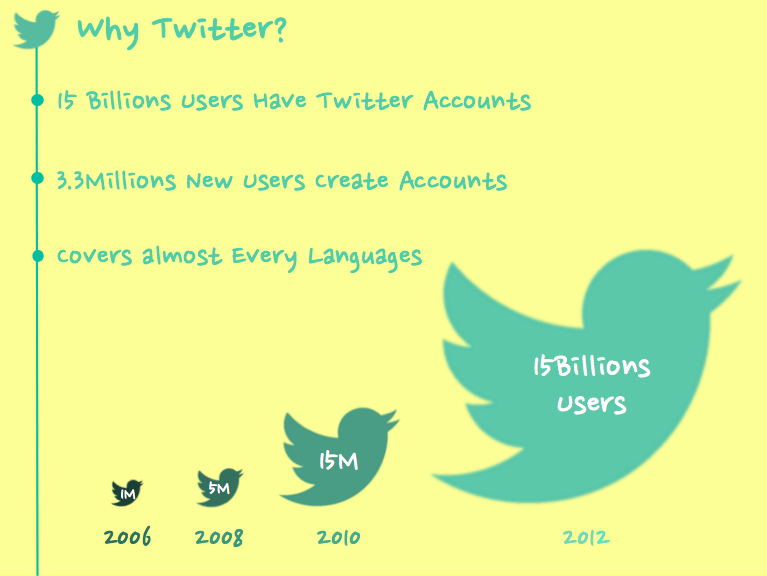 Why Twitter?
15 Billions Users Have Twitter Accounts
3.3Millions New Users Create Accounts
Covers almost Every Languages
15Billions
Users
15M
5M
1M
2006 2008 2010 2012